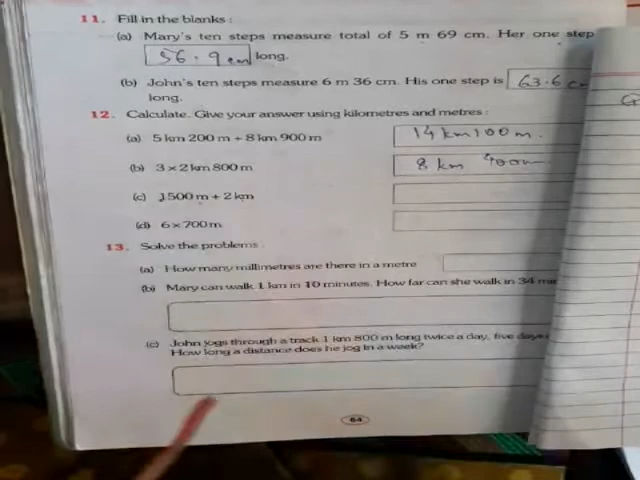 11. Fill in the blanks :
(a) Mary's ten steps measure total of 5 m 69 cm. Her one step
56.9 cm long.
(b) John's ten steps measure 6 m 36 cm. His one step is 63.6 c
long.
12. Calculate. Give your answer using kilometres and metres :
(a) 5 km 200 m + 8 km 900 m 14 km 100 m.
(b) 3 × 2 km 800 m 8 km 400m
(c) 1500 m + 2 km
(d) 6 × 700 m
13. Solve the problems.
(a) How many millimetres are there in a metre
(b) Mary can walk 1 km in 10 minutes. How far can she walk in 34
(c) John jogs through a track 1 km 800 m long twice a day, five days
How long a distance does he jog in a week?
64